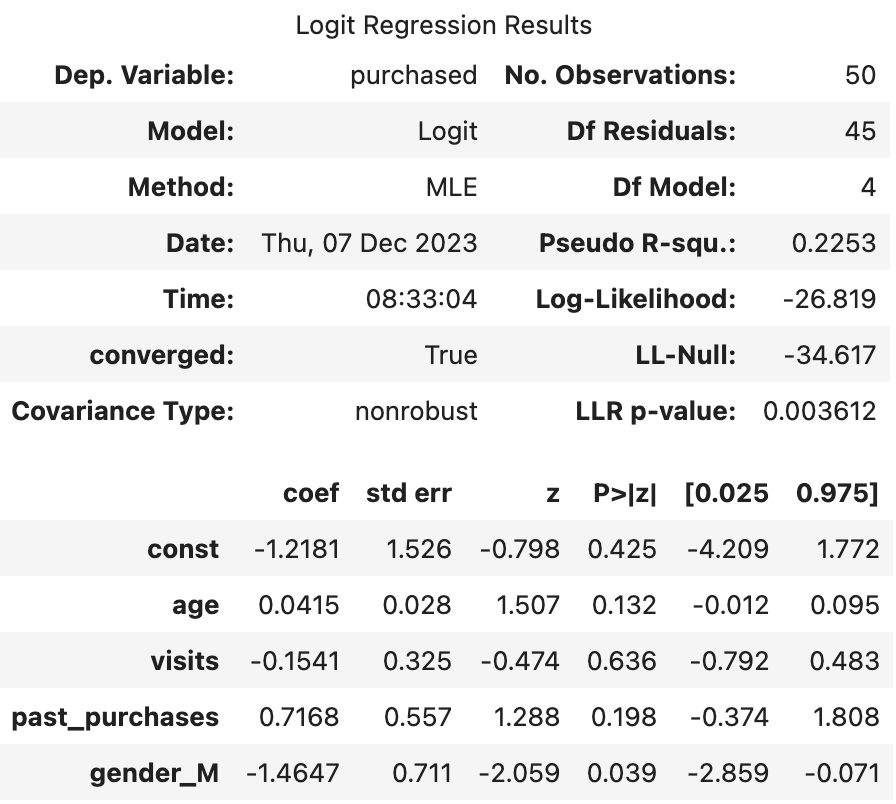 Logit Regression Results
Dep. Variable: purchased No. Observations: 50
Model: Logit Df Residuals: 45
Method: MLE Df Model: 4
Date: Thu, 07 Dec 2023 Pseudo R-squ.: 0.2253
Time: 08:33:04 Log-Likelihood: -26.819
converged: True LL-Null: -34.617
Covariance Type: nonrobust LLR p-value: 0.003612
coef std err z P>|z| [0.025 0.975]
const -1.2181 1.526 -0.798 0.425 -4.209 1.772
age 0.0415 0.028 1.507 0.132 -0.012 0.095
visits -0.1541 0.325 -0.474 0.636 -0.792 0.483
past_purchases 0.7168 0.557 1.288 0.198 -0.374 1.808
gender_M -1.4647 0.711 -2.059 0.039 -2.859 -0.071